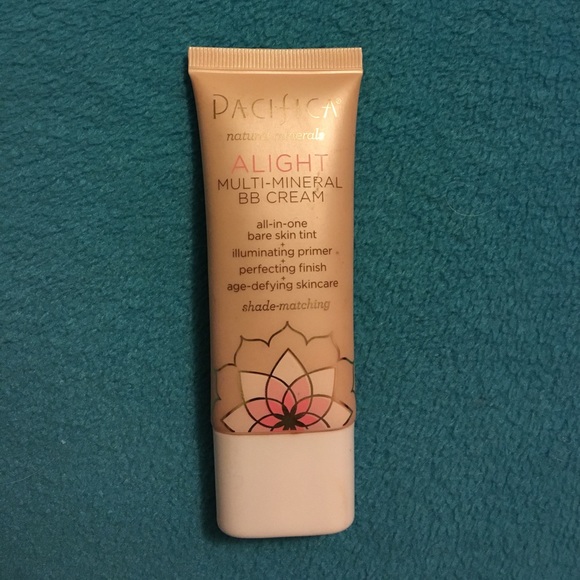 PACIFICA
natural minerals
ALIGHT
MULTI-MINERAL
BB CREAM
all-in-one
bare skin tint
+
illuminating primer
+
perfecting finish
+
age-defying skincare
shade-matching